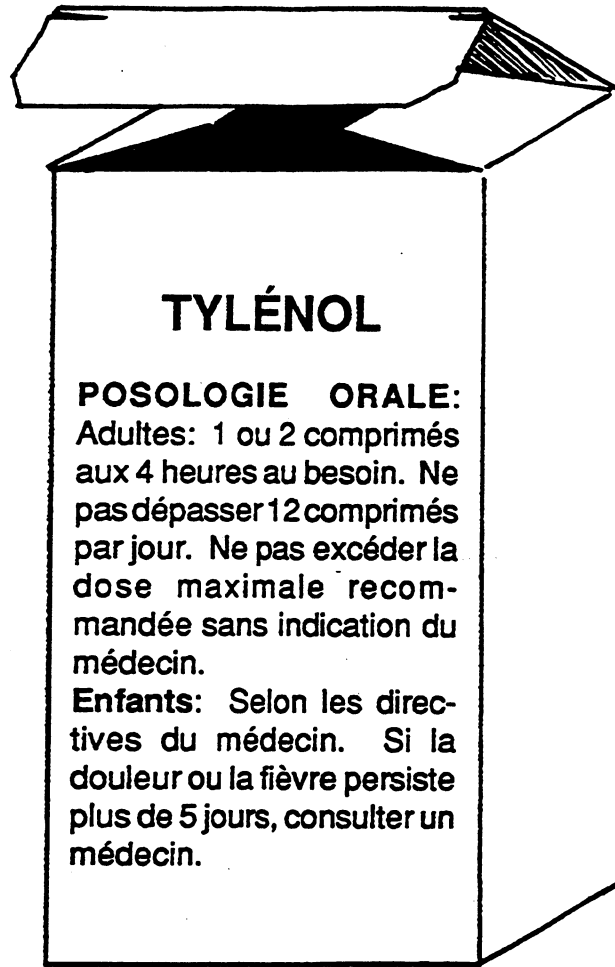 TYLÉNOL
POSOLOGIE ORALE:
Adultes: 1 ou 2 comprimés
aux 4 heures au besoin. Ne
pas dépasser 12 comprimés
par jour. Ne pas excéder la
dose maximale recom-
mandée sans indication du
médecin.
Enfants: Selon les direc-
tives du médecin. Si la
douleur ou la fièvre persiste
plus de 5 jours, consulter un
médecin.